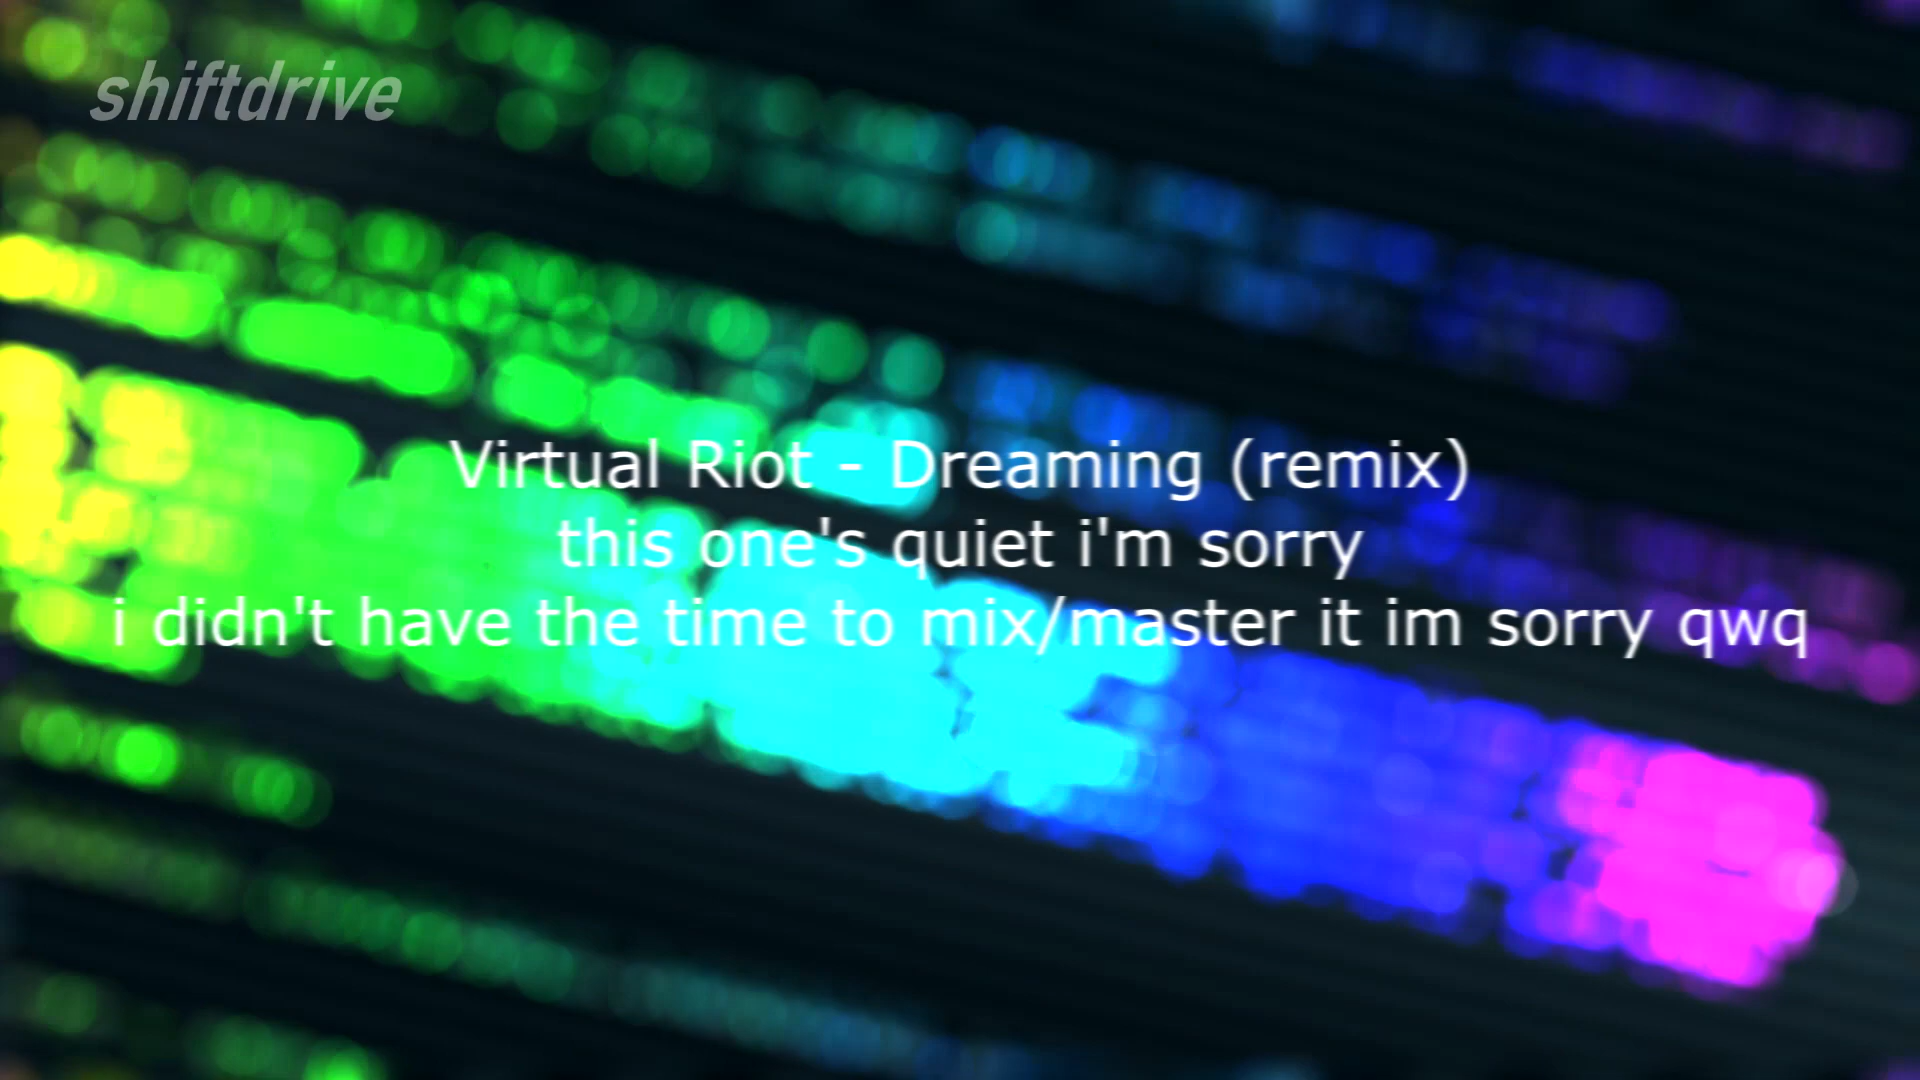 shiftdrive
Virtual Riot - Dreaming (remix)
this one's quiet i'm sorry
i didn't have the time to mix/master it im sorry qwq